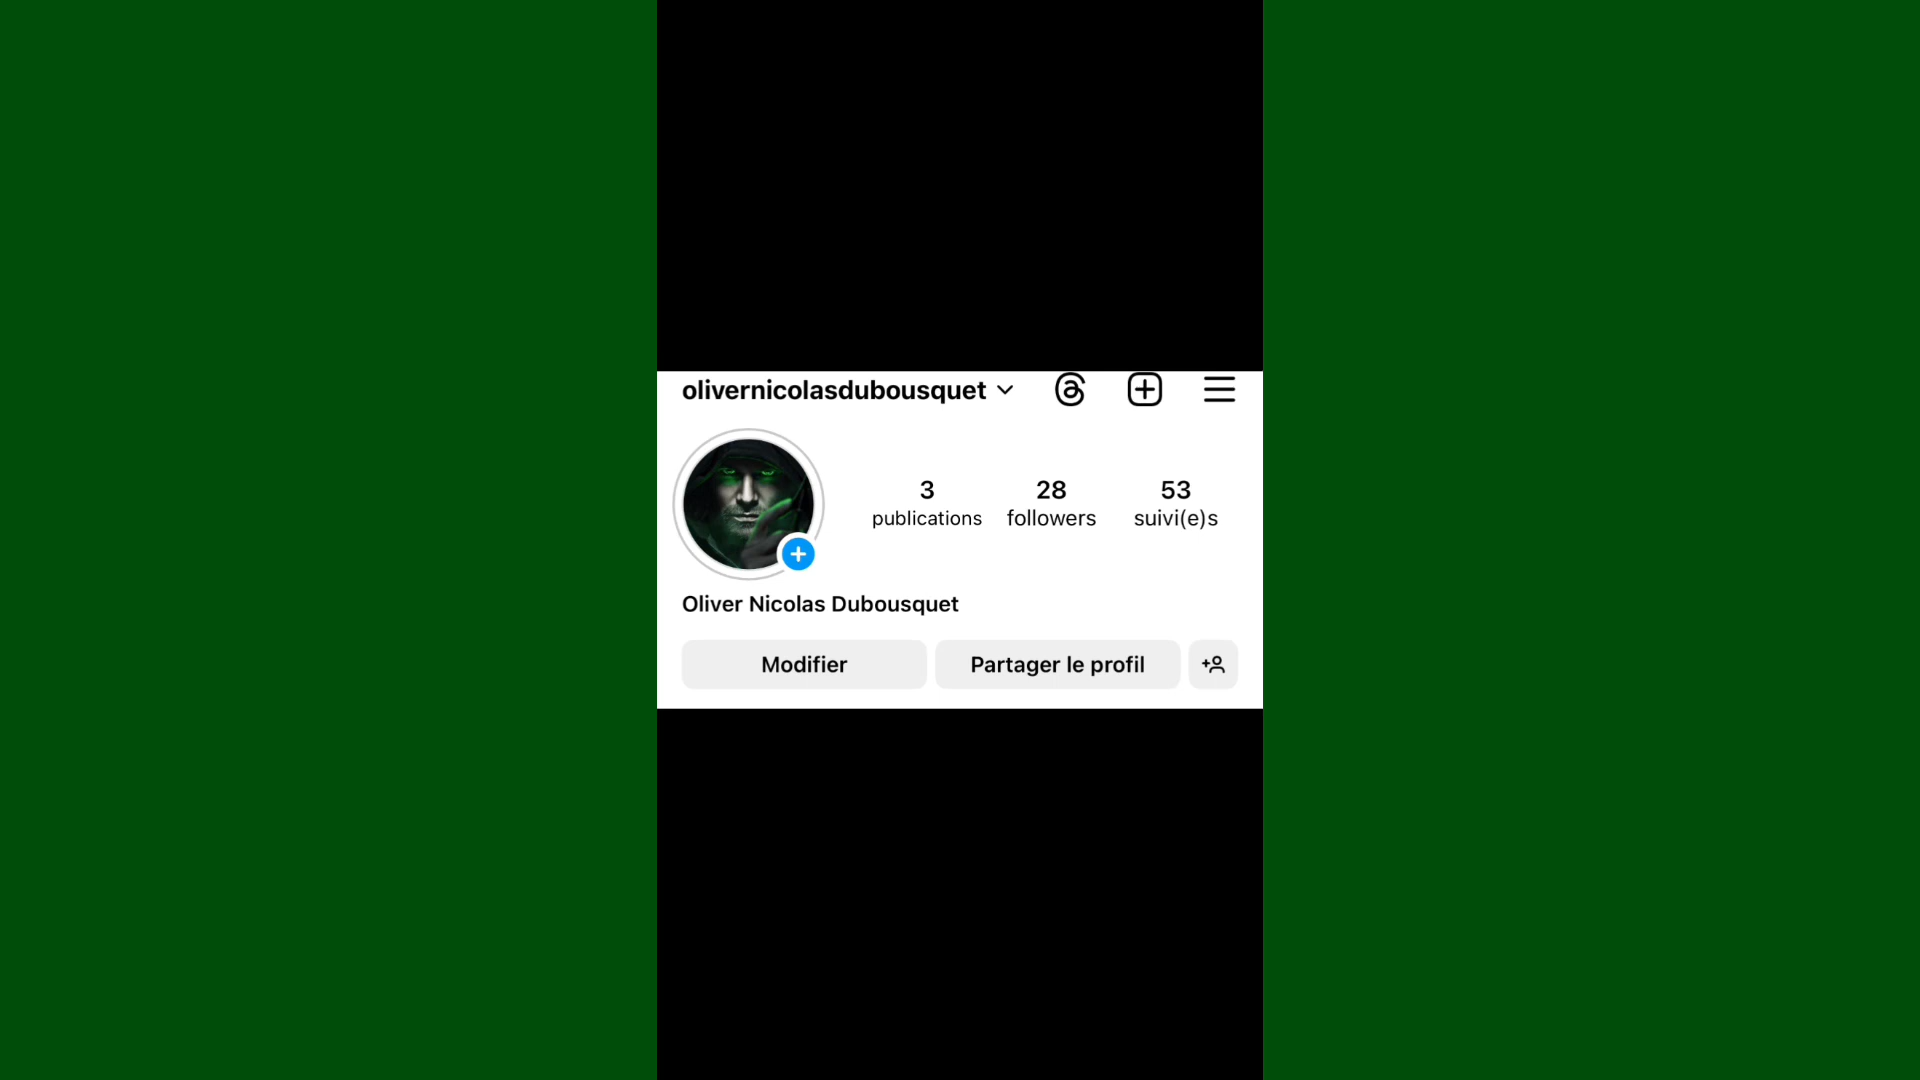 olivernicolasdubousquet
3 28 53
publications followers suivi(e)s
Oliver Nicolas Dubousquet
Modifier Partager le profil